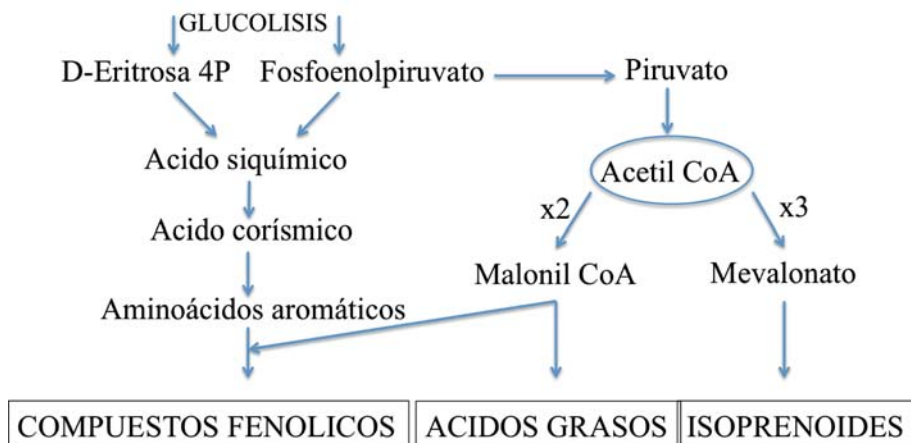 GLUCOLISIS
D-Eritrosa 4P Fosfoenolpiruvato Piruvato
Acido siquímico Acetil CoA
x2 x3
Acido corísmico
Malonil CoA Mevalonato
Aminoácidos aromáticos
COMPUESTOS FENOLICOS ACIDOS GRASOS ISOPRENOIDES